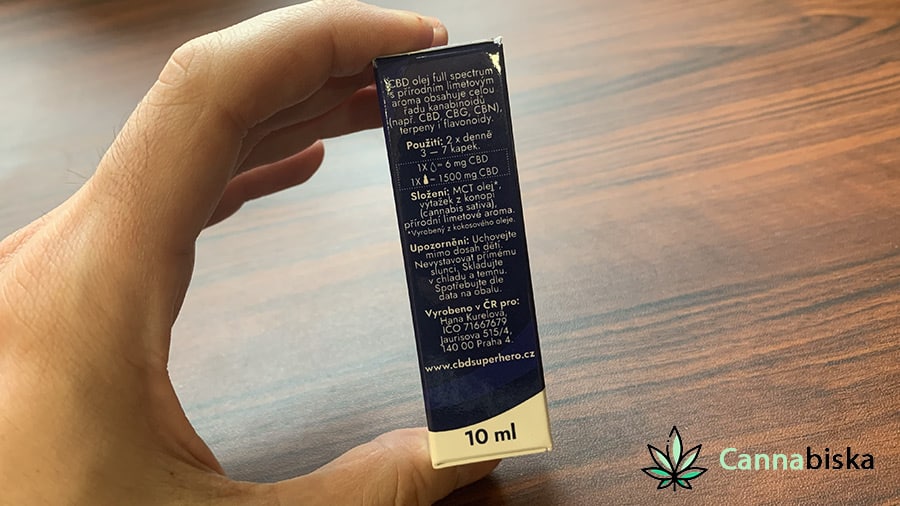 CBD olej full spectrum
s přírodním limetovým
aroma obsahuje celou
řadu kanabinoidů
(např. CBD, CBG, CBN),
terpeny i flavonoidy.
Použití: 2 x denně
3 — 7 kapek.
1X = 6 mg CBD
1X = 1500 mg CBD
Složení: MCT olej*,
výtažek z konopí
(cannabis sativa),
přírodní limetové aroma.
*Vyrobený z kokosového oleje.
Upozornění: Uchovejte
mimo dosah dětí.
Nevystavovat přímému
slunci. Skladujte
v chladu a temnu.
Spotřebujte dle
data na obalu.
Vyrobeno v ČR pro:
Hana Kurelová,
IČO 71667679
Jaurisova 515/4,
140 00 Praha 4.
www.cbdsuperhero.cz
10 ml
Cannabiska